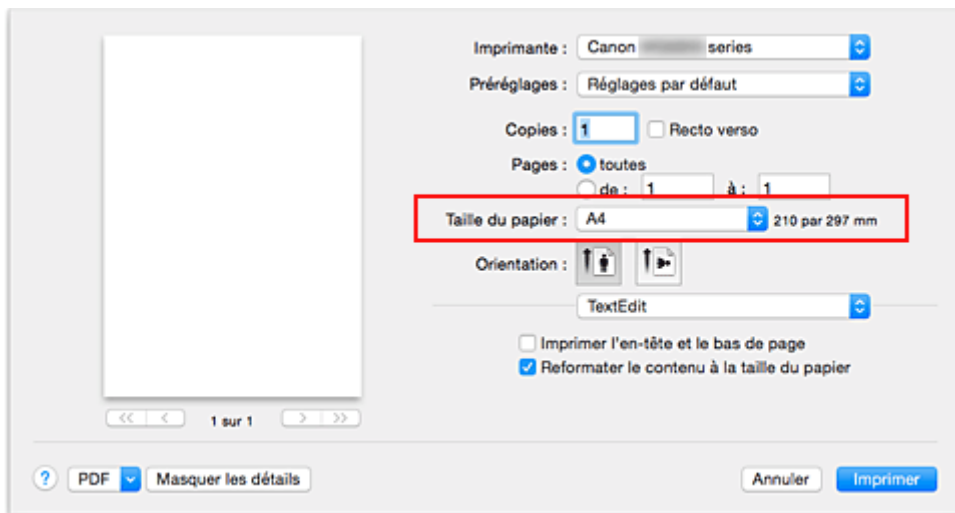 Imprimante : Canon series
Préréglages : Réglages par défaut
Copies : 1 Recto verso
Pages : toutes
de : 1 à : 1
Taille du papier : A4 210 par 297 mm
Orientation :
TextEdit
Imprimer l'en-tête et le bas de page
Reformater le contenu à la taille du papier
<< < 1 sur 1 > >>
? PDF Masquer les détails Annuler Imprimer